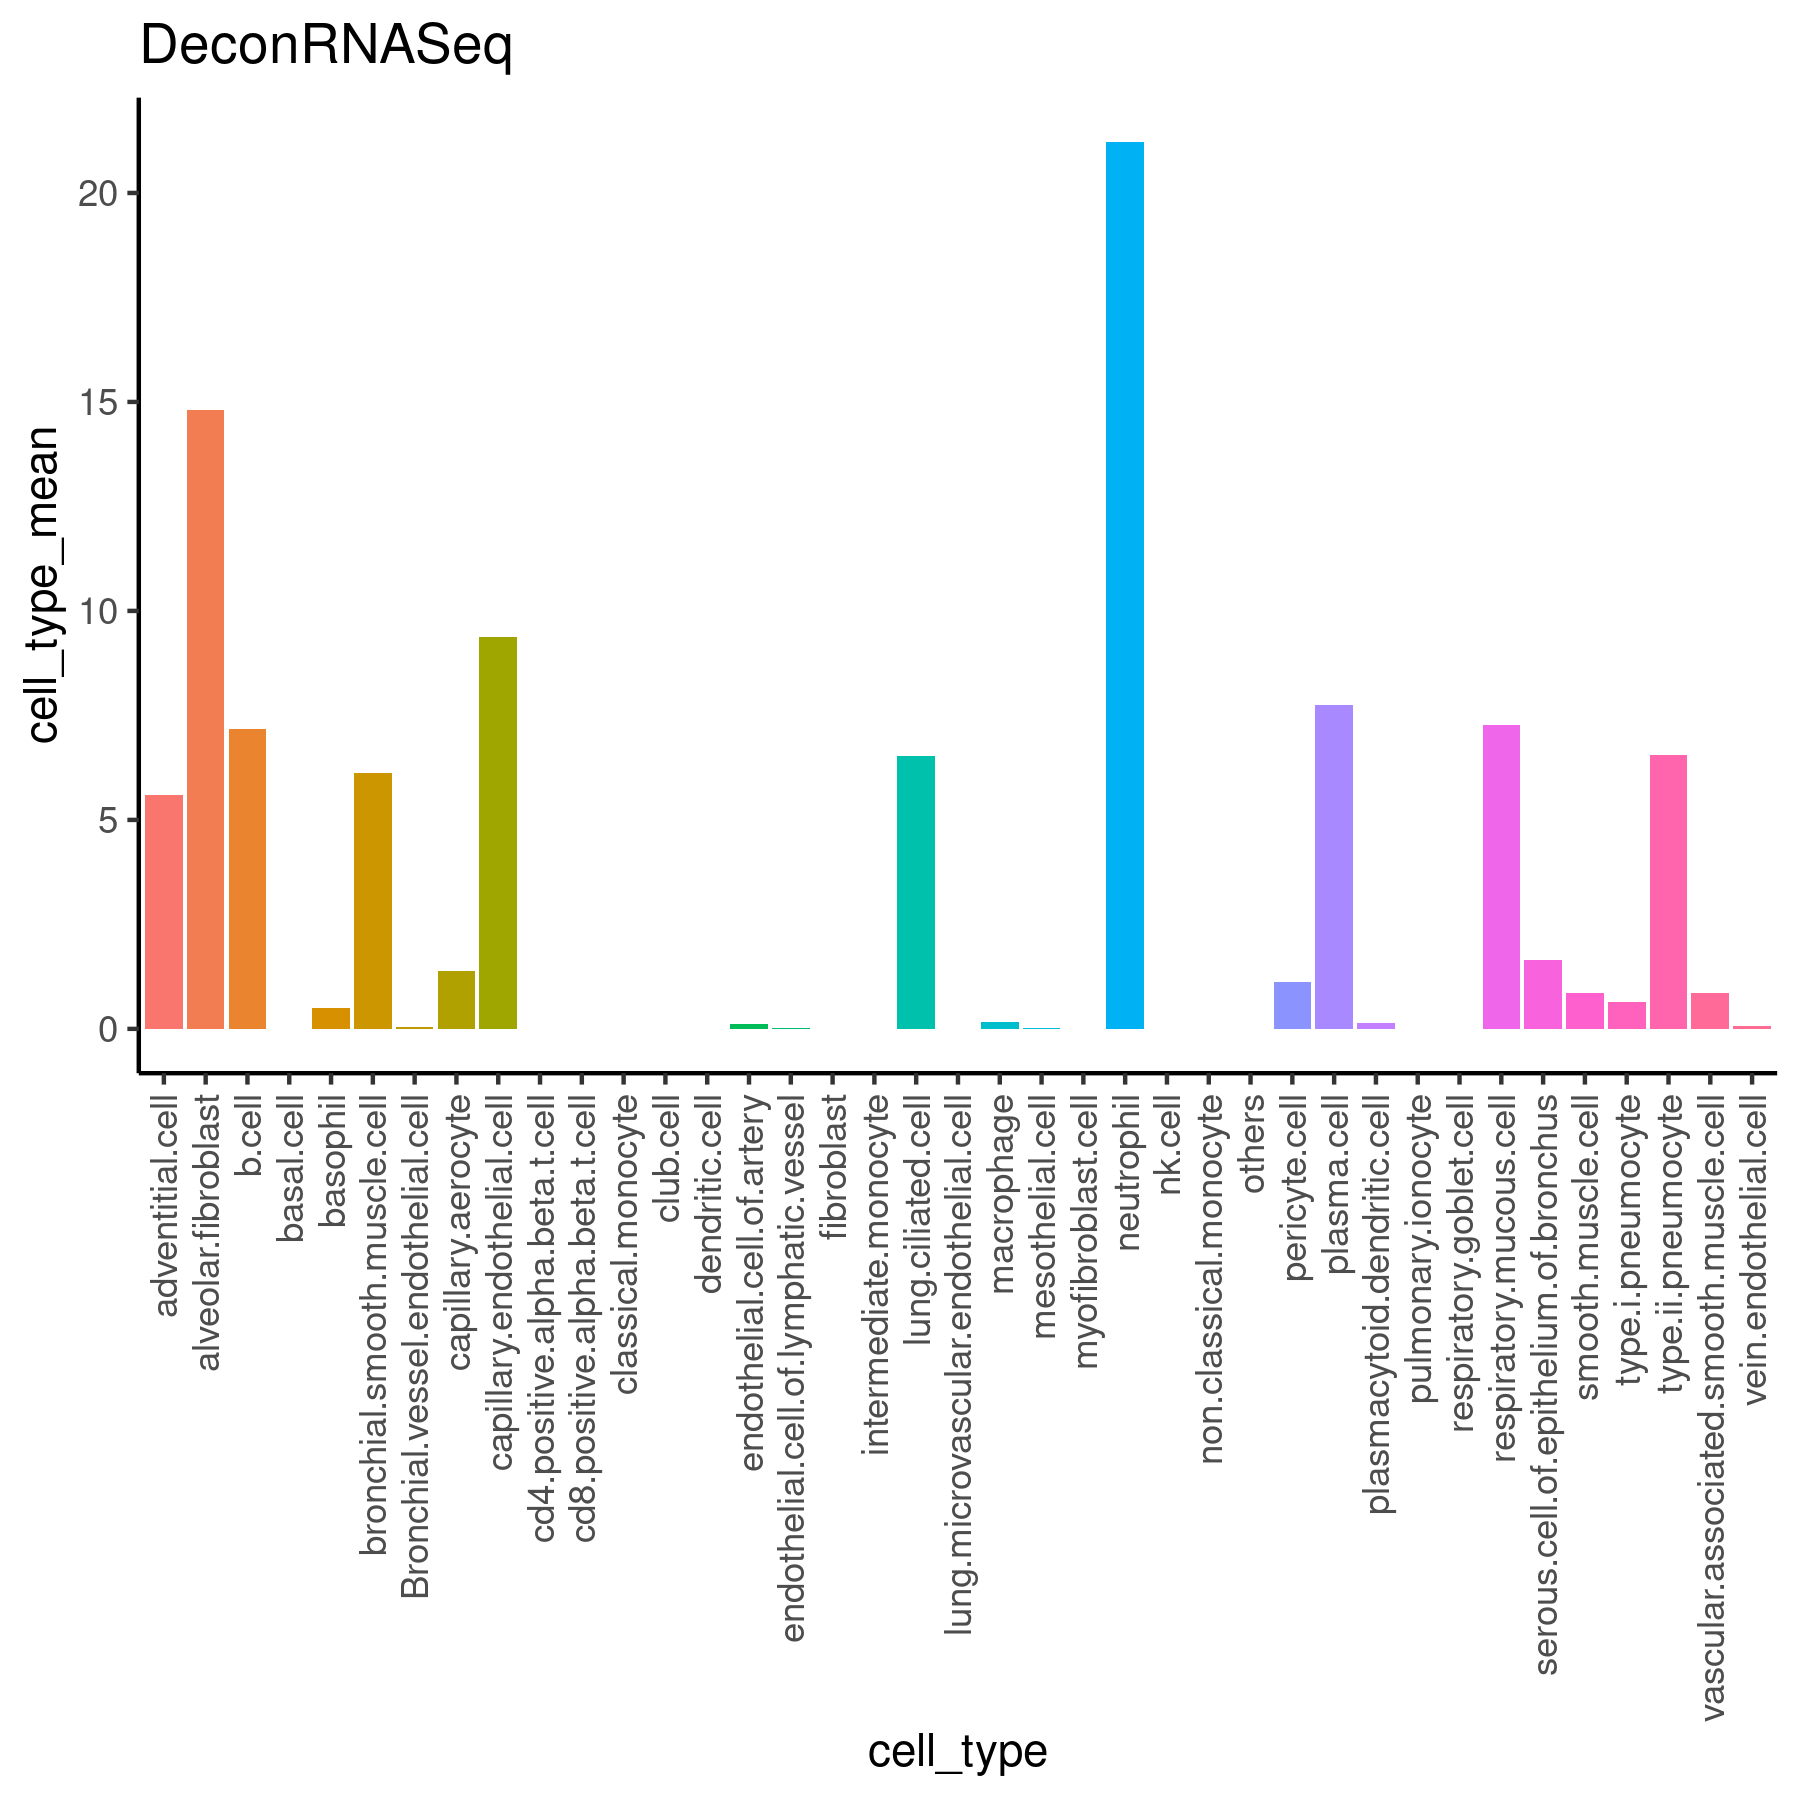 DeconRNASeq
cell_type_mean
20
15
10
5
0
adventitial.cell
alveolar.fibroblast
b.cell
basal.cell
basophil
bronchial.smooth.muscle.cell
Bronchial.vessel.endothelial.cell
capillary.aerocyte
capillary.endothelial.cell
cd4.positive.alpha.beta.t.cell
cd8.positive.alpha.beta.t.cell
classical.monocyte
club.cell
dendritic.cell
endothelial.cell.of.artery
endothelial.cell.of.lymphatic.vessel
fibroblast
intermediate.monocyte
lung.ciliated.cell
lung.microvascular.endothelial.cell
macrophage
mesothelial.cell
myofibroblast.cell
neutrophil
nk.cell
non.classical.monocyte
others
pericyte.cell
plasma.cell
plasmacytoid.dendritic.cell
pulmonary.ionocyte
respiratory.goblet.cell
respiratory.mucous.cell
serous.cell.of.epithelium.of.bronchus
smooth.muscle.cell
type.i.pneumocyte
type.ii.pneumocyte
vascular.associated.smooth.muscle.cell
vein.endothelial.cell
cell_type